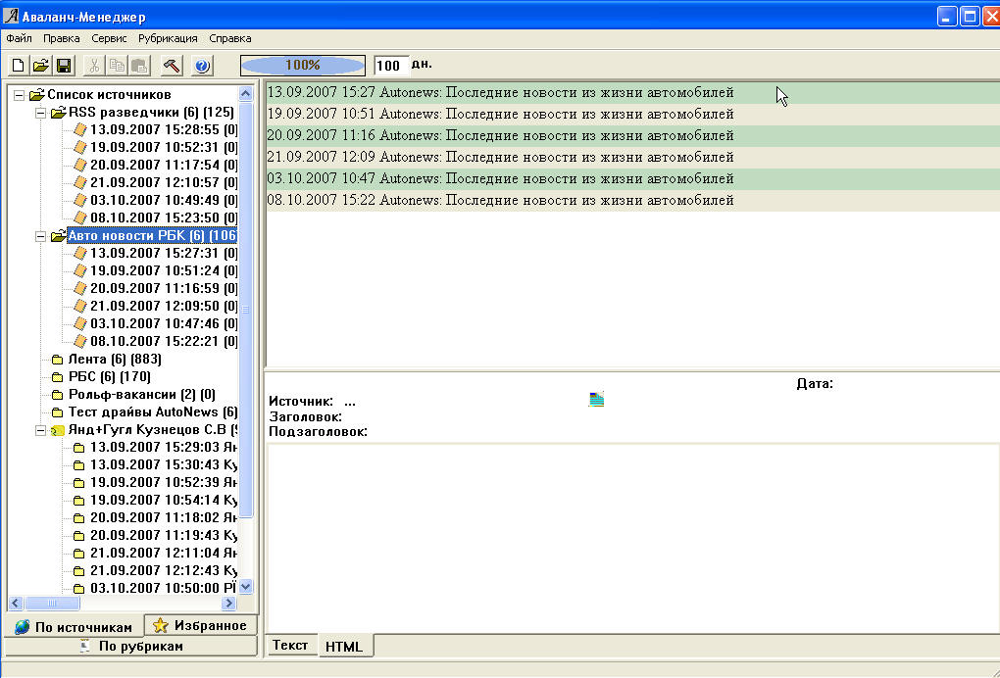 Аваланч-Менеджер
Файл Правка Сервис Рубрикация Справка
100% 100 дн.
Список источников
RSS разведчики (6) (125)
13.09.2007 15:28:55 (0)
19.09.2007 10:52:31 (0)
20.09.2007 11:17:54 (0)
21.09.2007 12:10:57 (0)
03.10.2007 10:49:49 (0)
08.10.2007 15:23:50 (0)
Авто новости РБК (6) (106
13.09.2007 15:27:31 (0)
19.09.2007 10:51:24 (0)
20.09.2007 11:16:59 (0)
21.09.2007 12:09:50 (0)
03.10.2007 10:47:46 (0)
08.10.2007 15:22:21 (0)
Лента (6) (883)
РБС (6) (170)
Рольф-вакансии (2) (0)
Тест драйвы AutoNews (6)
Янд+Гугл Кузнецов С.В (9
13.09.2007 15:29:03 Ян
13.09.2007 15:30:43 Ку
19.09.2007 10:52:39 Ян
19.09.2007 10:54:14 Ку
20.09.2007 11:18:02 Ян
20.09.2007 11:19:43 Ку
21.09.2007 12:11:04 Ян
21.09.2007 12:12:43 Ку
03.10.2007 10:50:00
По источникам Избранное
По рубрикам
13.09.2007 15:27 Autonews: Последние новости из жизни автомобилей
19.09.2007 10:51 Autonews: Последние новости из жизни автомобилей
20.09.2007 11:16 Autonews: Последние новости из жизни автомобилей
21.09.2007 12:09 Autonews: Последние новости из жизни автомобилей
03.10.2007 10:47 Autonews: Последние новости из жизни автомобилей
08.10.2007 15:22 Autonews: Последние новости из жизни автомобилей
Дата:
Источник: ...
Заголовок:
Подзаголовок:
Текст HTML